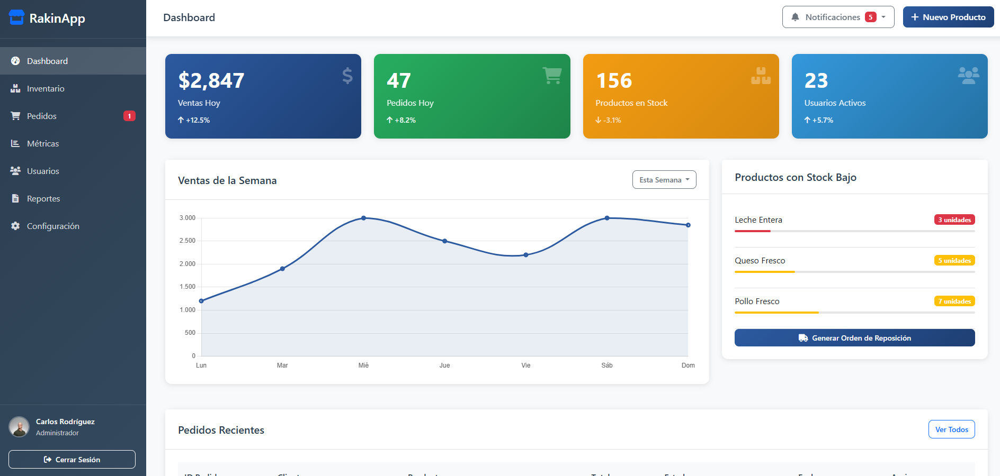 RakinApp
Dashboard
Inventario
Pedidos 1
Métricas
Usuarios
Reportes
Configuración
Carlos Rodríguez
Administrador
Cerrar Sesión
Dashboard
Notificaciones 5
Nuevo Producto
$2,847
Ventas Hoy
+12.5%
47
Pedidos Hoy
+8.2%
156
Productos en Stock
-3.1%
23
Usuarios Activos
+5.7%
Ventas de la Semana
Esta Semana
3.000
2.500
2.000
1.500
1.000
500
0
Lun Mar Mié Jue Vie Sáb Dom
Productos con Stock Bajo
Leche Entera 3 unidades
Queso Fresco 5 unidades
Pollo Fresco 7 unidades
Generar Orden de Reposición
Pedidos Recientes
Ver Todos